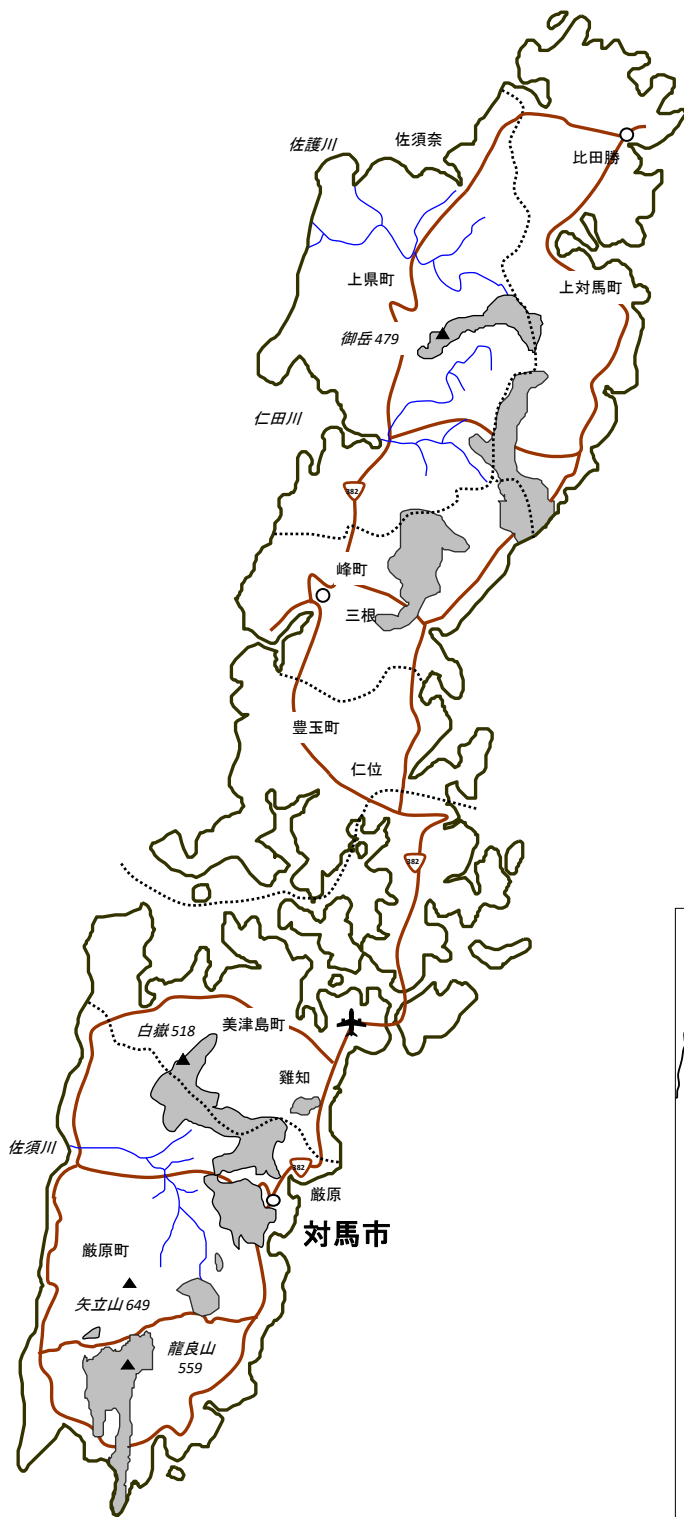 佐護川
佐須奈
比田勝
上県町
上対馬町
御岳 479
仁田川
382
峰町
三根
豊玉町
仁位
382
白嶽 518
美津島町
雞知
佐須川
382
厳原
対馬市
厳原町
矢立山 649
龍良山
559